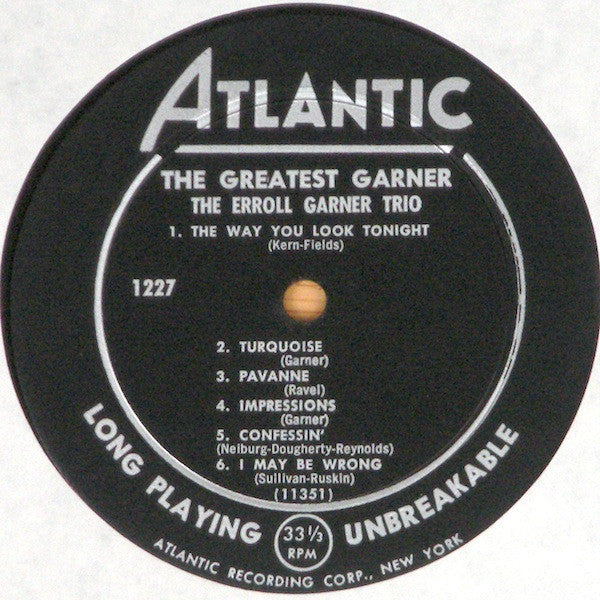 ATLANTIC
THE GREATEST GARNER
THE ERROLL GARNER TRIO
1. THE WAY YOU LOOK TONIGHT
(Kern-Fields)
1227
2. TURQUOISE
(Garner)
3. PAVANNE
(Ravel)
4. IMPRESSIONS
(Garner)
5. CONFESSIN'
(Neiburg-Dougherty-Reynolds)
6. I MAY BE WRONG
(Sullivan-Ruskin)
(11351)
LONG PLAYING 33⅓ RPM UNBREAKABLE
ATLANTIC RECORDING CORP., NEW YORK